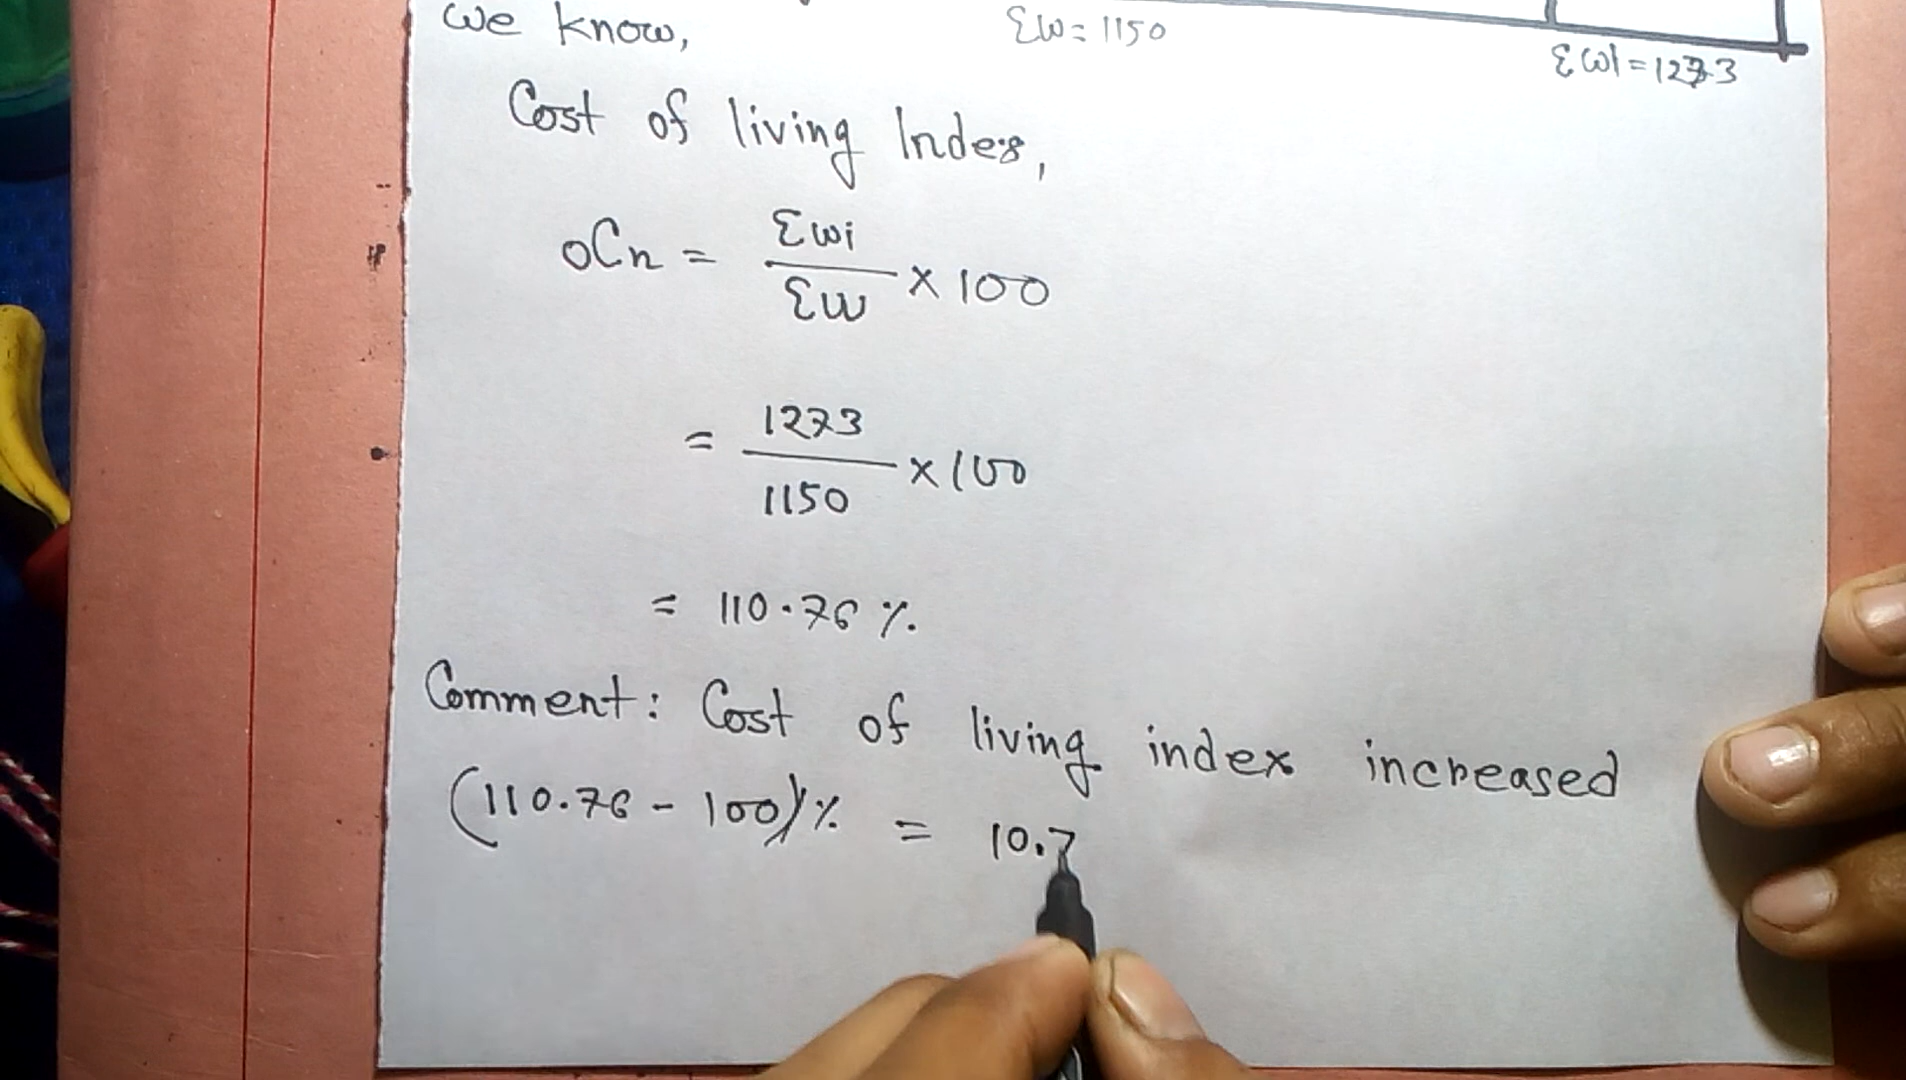 We know,
Σw = 1150
Σwi = 1273
Cost of living Index,
oCn = Σwi / Σw × 100
= 1273 / 1150 × 100
= 110.76 %.
Comment: Cost of living index increased
(110.76 - 100)% = 10.7